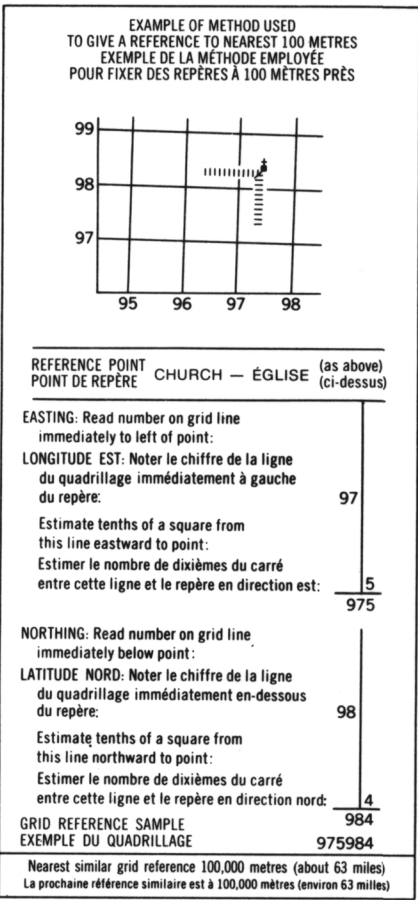 EXAMPLE OF METHOD USED
TO GIVE A REFERENCE TO NEAREST 100 METRES
EXEMPLE DE LA MÉTHODE EMPLOYÉE
POUR FIXER DES REPÈRES À 100 MÈTRES PRÈS
99
98
97
95 96 97 98
REFERENCE POINT
POINT DE REPÈRE
CHURCH — ÉGLISE
(as above)
(ci-dessus)
EASTING: Read number on grid line
immediately to left of point:
LONGITUDE EST: Noter le chiffre de la ligne
du quadrillage immédiatement à gauche
du repère: 97
Estimate tenths of a square from
this line eastward to point:
Estimer le nombre de dixièmes du carré
entre cette ligne et le repère en direction est: 5
975
NORTHING: Read number on grid line
immediately below point:
LATITUDE NORD: Noter le chiffre de la ligne
du quadrillage immédiatement en-dessous
du repère: 98
Estimate tenths of a square from
this line northward to point:
Estimer le nombre de dixièmes du carré
entre cette ligne et le repère en direction nord: 4
GRID REFERENCE SAMPLE 984
EXEMPLE DU QUADRILLAGE 975984
Nearest similar grid reference 100,000 metres (about 63 miles)
La prochaine référence similaire est à 100,000 mètres (environ 63 milles)